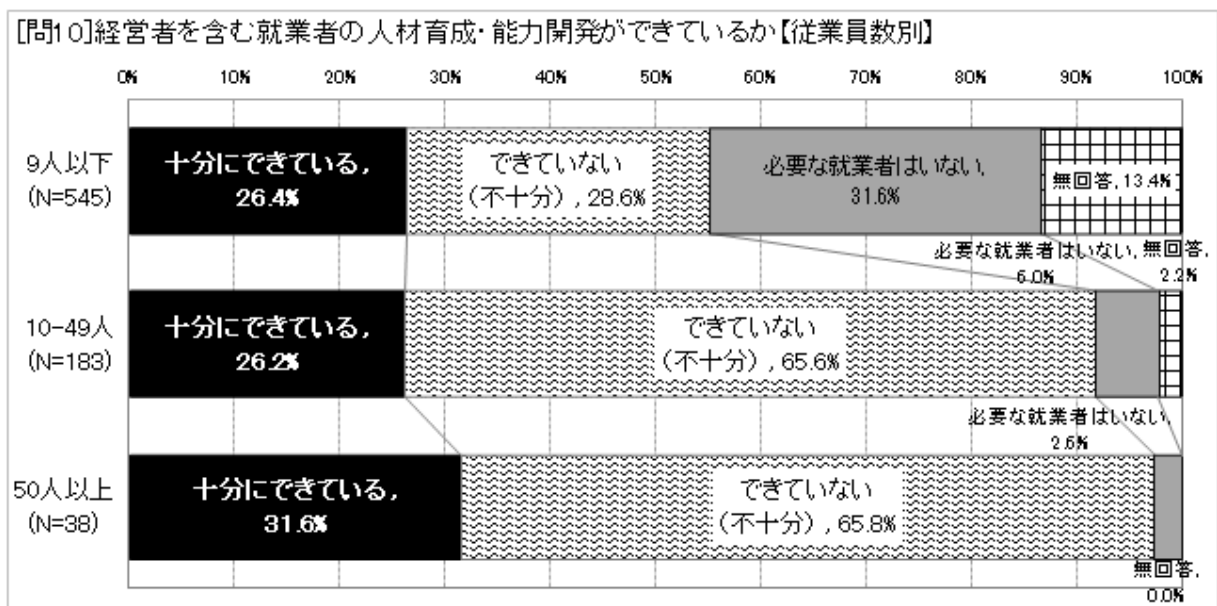 [問10]経営者を含む就業者の人材育成・能力開発ができているか【従業員数別】
0% 10% 20% 30% 40% 50% 60% 70% 80% 90% 100%
9人以下
(N=545)
十分にできている,
26.4%
できていない
（不十分）, 28.6%
必要な就業者はいない,
31.6%
無回答, 13.4%
必要な就業者はいない,
6.0%
無回答,
2.2%
10-49人
(N=183)
十分にできている,
26.2%
できていない
（不十分）, 65.6%
必要な就業者はいない,
2.6%
50人以上
(N=38)
十分にできている,
31.6%
できていない
（不十分）, 65.8%
無回答,
0.0%